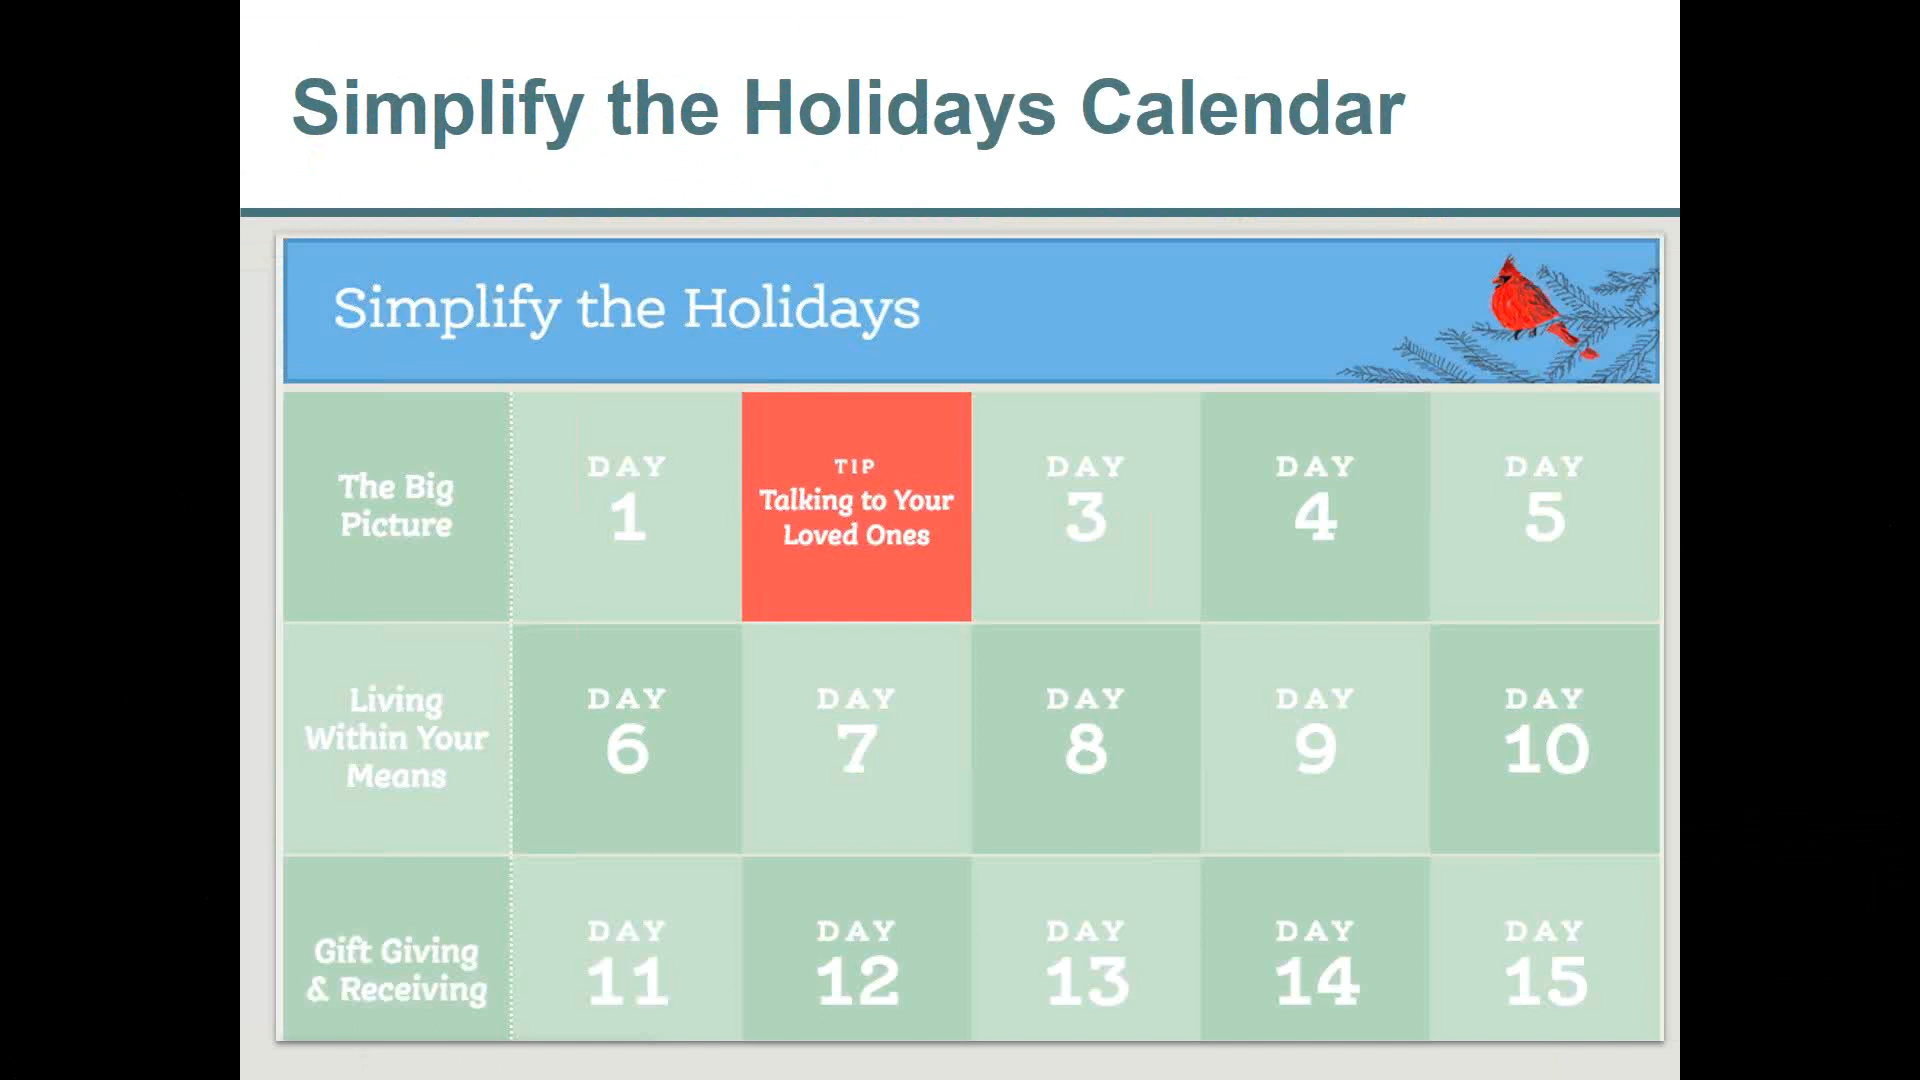 Simplify the Holidays Calendar
Simplify the Holidays
The Big
Picture
DAY
1
TIP
Talking to Your
Loved Ones
DAY
3
DAY
4
DAY
5
Living
Within Your
Means
DAY
6
DAY
7
DAY
8
DAY
9
DAY
10
Gift Giving
& Receiving
DAY
11
DAY
12
DAY
13
DAY
14
DAY
15